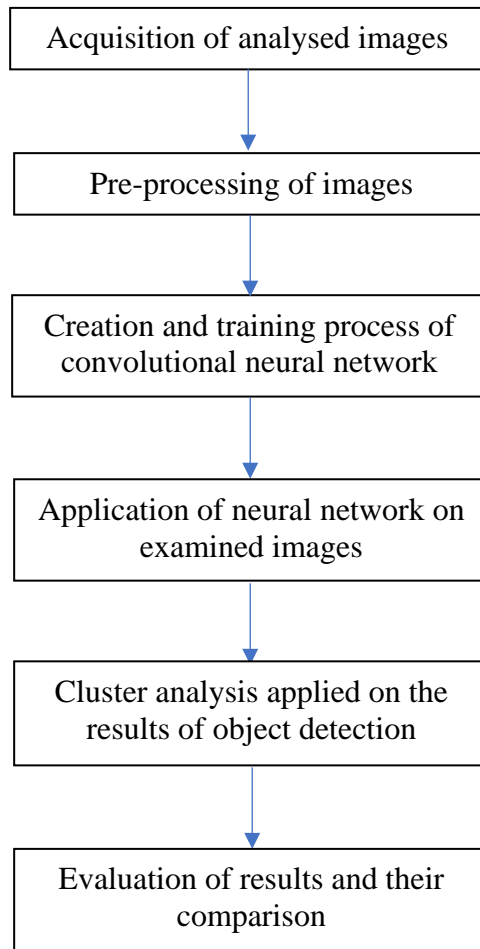 Acquisition of analysed images
Pre-processing of images
Creation and training process of
convolutional neural network
Application of neural network on
examined images
Cluster analysis applied on the
results of object detection
Evaluation of results and their
comparison